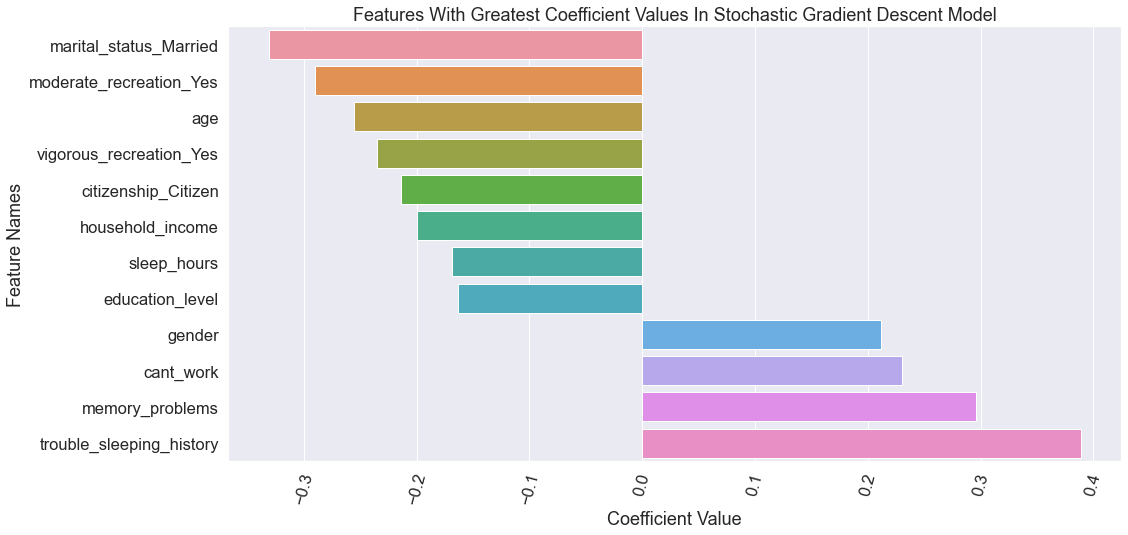 Features With Greatest Coefficient Values In Stochastic Gradient Descent Model
Feature Names
marital_status_Married
moderate_recreation_Yes
age
vigorous_recreation_Yes
citizenship_Citizen
household_income
sleep_hours
education_level
gender
cant_work
memory_problems
trouble_sleeping_history
−0.3
−0.2
−0.1
0.0
0.1
0.2
0.3
0.4
Coefficient Value